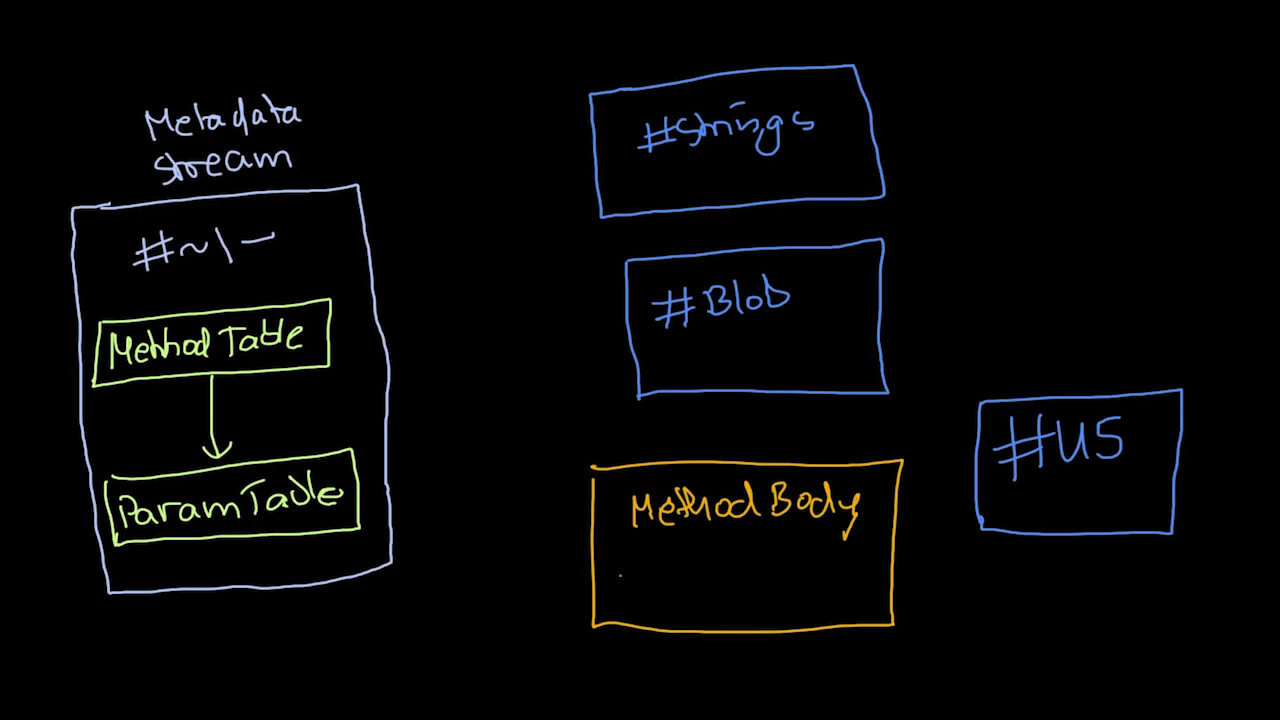 Metadata
stream
#~\-
MethodTable
ParamTable
#Strings
#Blob
MethodBody
#US